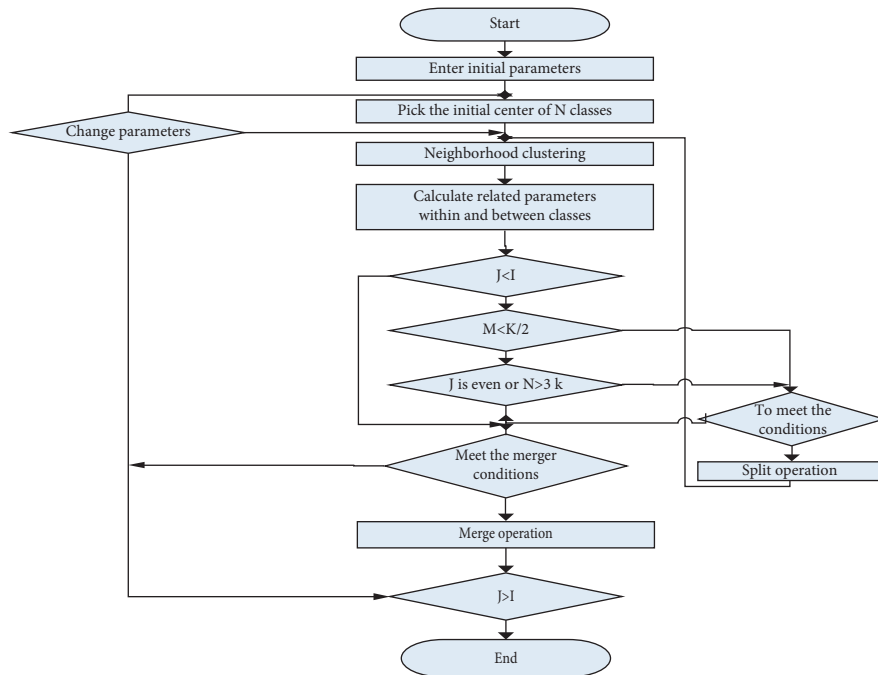 Start
Enter initial parameters
Pick the initial center of N classes
Change parameters
Neighborhood clustering
Calculate related parameters
within and between classes
J<I
M<K/2
J is even or N>3 k
To meet the
conditions
Meet the merger
conditions
Split operation
Merge operation
J>I
End